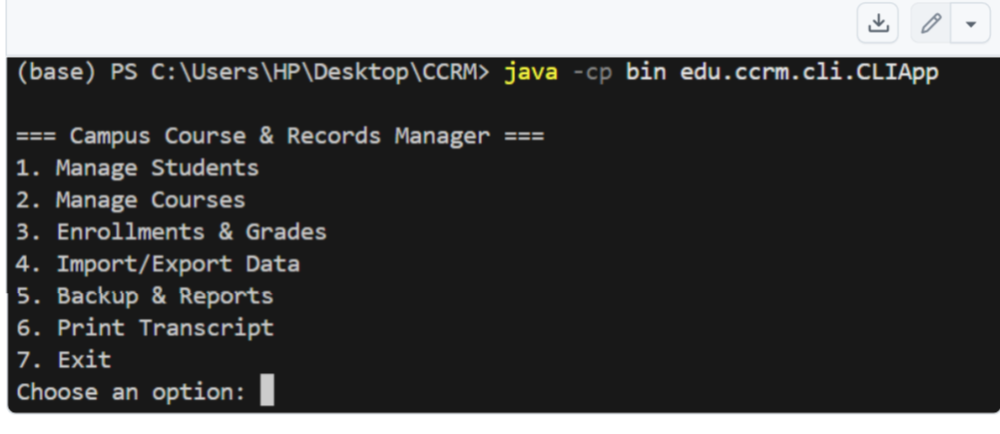 (base) PS C:\Users\HP\Desktop\CCRM> java -cp bin edu.ccrm.cli.CLIApp
=== Campus Course & Records Manager ===
1. Manage Students
2. Manage Courses
3. Enrollments & Grades
4. Import/Export Data
5. Backup & Reports
6. Print Transcript
7. Exit
Choose an option: